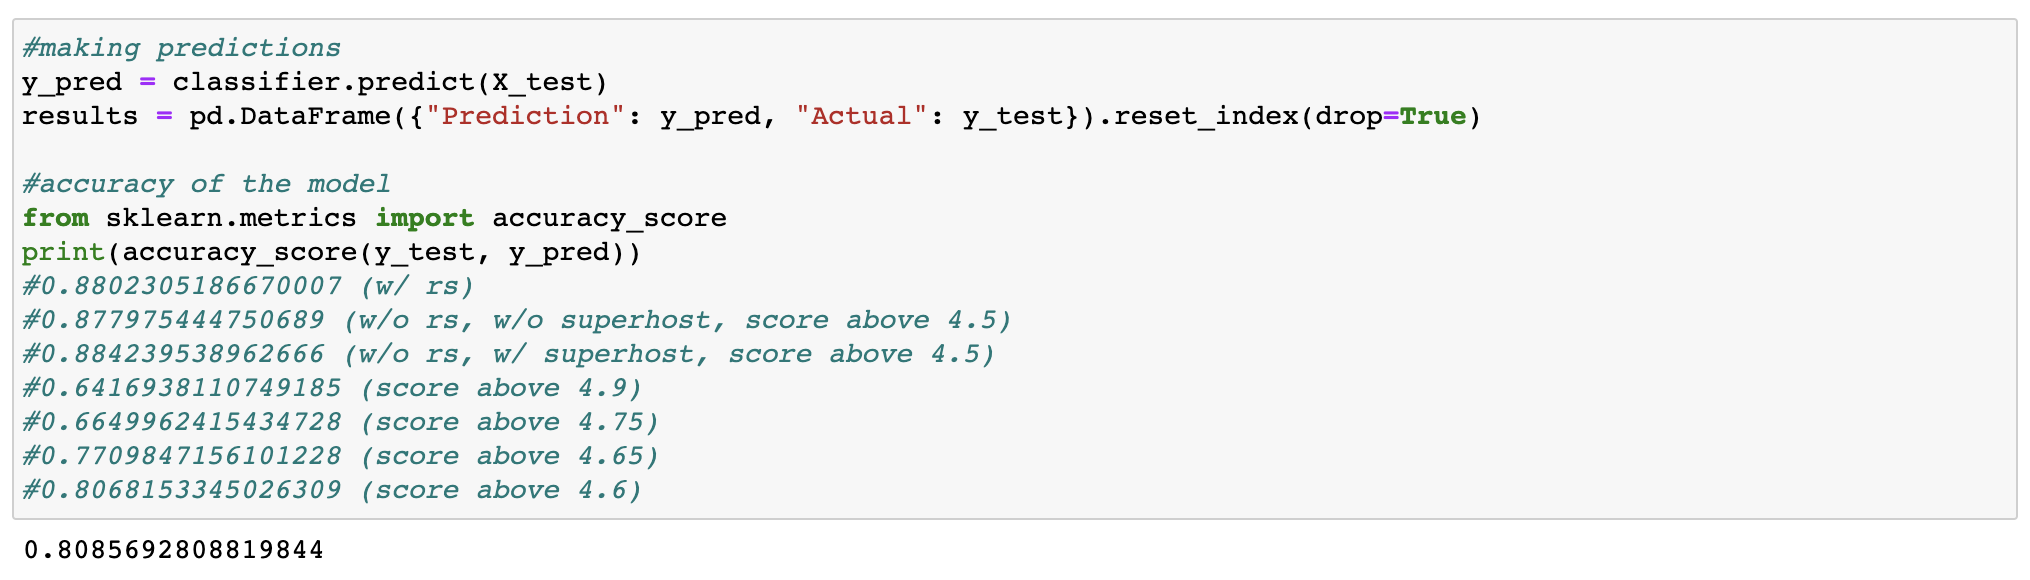 #making predictions
y_pred = classifier.predict(X_test)
results = pd.DataFrame({"Prediction": y_pred, "Actual": y_test}).reset_index(drop=True)
#accuracy of the model
from sklearn.metrics import accuracy_score
print(accuracy_score(y_test, y_pred))
#0.8802305186670007 (w/ rs)
#0.877975444750689 (w/o rs, w/o superhost, score above 4.5)
#0.884239538962666 (w/o rs, w/ superhost, score above 4.5)
#0.6416938110749185 (score above 4.9)
#0.6649962415434728 (score above 4.75)
#0.7709847156101228 (score above 4.65)
#0.8068153345026309 (score above 4.6)
0.8085692808819844